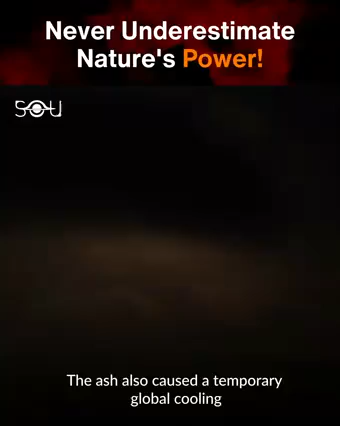 Never Underestimate
Nature's Power!
SOU
The ash also caused a temporary
global cooling